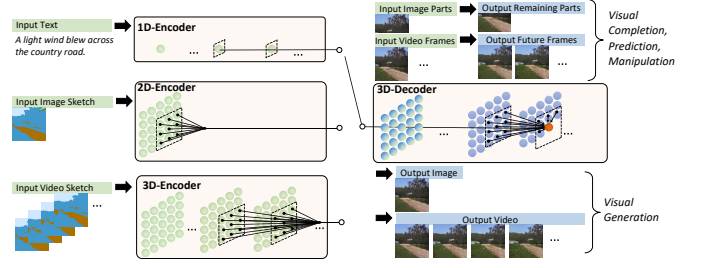 Input Text
A light wind blew across
the country road.
1D-Encoder
...
...
Input Image Sketch
2D-Encoder
Input Video Sketch
...
3D-Encoder
...
...
Input Image Parts
Output Remaining Parts
Input Video Frames
Output Future Frames
...
...
Visual
Completion,
Prediction,
Manipulation
3D-Decoder
...
...
Output Image
Output Video
...
Visual
Generation